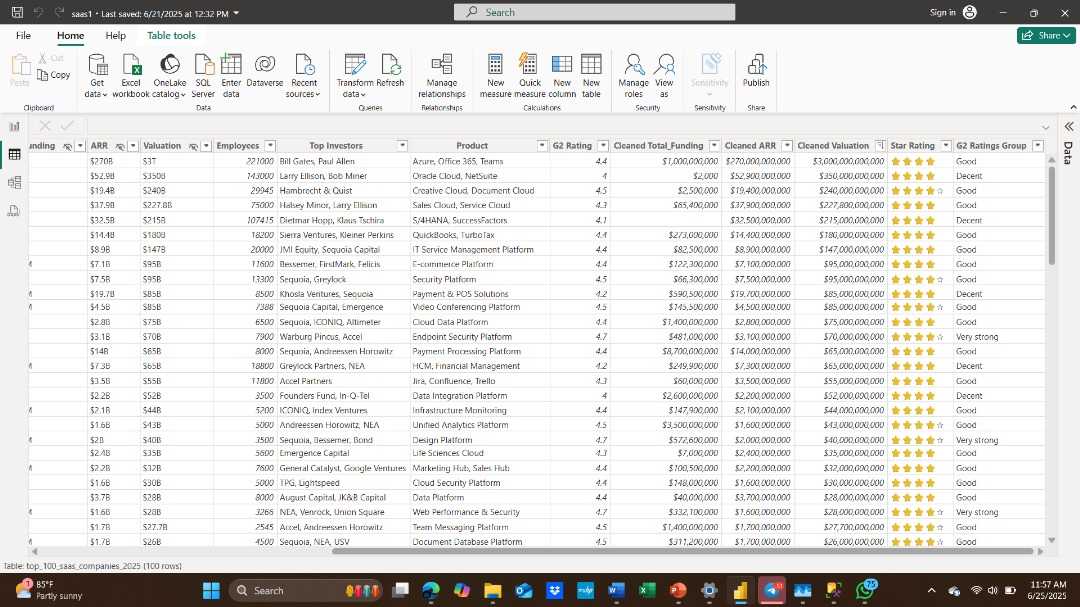 saas1 • Last saved: 6/21/2025 at 12:32 PM
Search
Sign in
File Home Help Table tools
Share
Paste
Cut
Copy
Get data
Excel workbook
OneLake catalog
SQL Server
Enter data
Dataverse
Recent sources
Transform data
Refresh
Manage relationships
New measure
Quick measure
New column
New table
Manage roles
View as
Sensitivity
Publish
Clipboard Data Queries Relationships Calculations Security Sensitivity Share
Data
unding ARR Valuation Employees Top Investors Product G2 Rating Cleaned Total_Funding Cleaned ARR Cleaned Valuation Star Rating G2 Ratings Group
$270B $3T 221000 Bill Gates, Paul Allen Azure, Office 365, Teams 4.4 $1,000,000,000 $270,000,000,000 $3,000,000,000,000 Good
$52.9B $350B 143000 Larry Ellison, Bob Miner Oracle Cloud, NetSuite 4 $2,000 $52,900,000,000 $350,000,000,000 Decent
$19.4B $240B 29945 Hambrecht & Quist Creative Cloud, Document Cloud 4.5 $2,500,000 $19,400,000,000 $240,000,000,000 Good
$37.9B $227.8B 75000 Halsey Minor, Larry Ellison Sales Cloud, Service Cloud 4.3 $65,400,000 $37,900,000,000 $227,800,000,000 Good
$32.5B $215B 107415 Dietmar Hopp, Klaus Tschira S/4HANA, SuccessFactors 4.1 $32,500,000,000 $215,000,000,000 Decent
$14.4B $180B 18200 Sierra Ventures, Kleiner Perkins QuickBooks, TurboTax 4.4 $273,000,000 $14,400,000,000 $180,000,000,000 Good
$8.9B $147B 20000 JMI Equity, Sequoia Capital IT Service Management Platform 4.4 $82,500,000 $8,900,000,000 $147,000,000,000 Good
M $7.1B $95B 11600 Bessemer, FirstMark, Felicis E-commerce Platform 4.4 $122,300,000 $7,100,000,000 $95,000,000,000 Good
$7.5B $95B 13300 Sequoia, Greylock Security Platform 4.5 $66,300,000 $7,500,000,000 $95,000,000,000 Good
M $19.7B $85B 8500 Khosla Ventures, Sequoia Payment & POS Solutions 4.2 $590,500,000 $19,700,000,000 $85,000,000,000 Decent
M $4.5B $85B 7388 Sequoia Capital, Emergence Video Conferencing Platform 4.5 $145,500,000 $4,500,000,000 $85,000,000,000 Good
$2.8B $75B 6500 Sequoia, ICONIQ, Altimeter Cloud Data Platform 4.4 $1,400,000,000 $2,800,000,000 $75,000,000,000 Good
$3.1B $70B 7900 Warburg Pincus, Accel Endpoint Security Platform 4.7 $481,000,000 $3,100,000,000 $70,000,000,000 Very strong
$14B $65B 8000 Sequoia, Andreessen Horowitz Payment Processing Platform 4.4 $8,700,000,000 $14,000,000,000 $65,000,000,000 Good
M $7.3B $65B 18800 Greylock Partners, NEA HCM, Financial Management 4.2 $249,900,000 $7,300,000,000 $65,000,000,000 Decent
$3.5B $55B 11800 Accel Partners Jira, Confluence, Trello 4.3 $60,000,000 $3,500,000,000 $55,000,000,000 Good
$2.2B $52B 3500 Founders Fund, In-Q-Tel Data Integration Platform 4 $2,600,000,000 $2,200,000,000 $52,000,000,000 Decent
M $2.1B $44B 5200 ICONIQ, Index Ventures Infrastructure Monitoring 4.4 $147,900,000 $2,100,000,000 $44,000,000,000 Good
$1.6B $43B 5000 Andreessen Horowitz, NEA Unified Analytics Platform 4.5 $3,500,000,000 $1,600,000,000 $43,000,000,000 Good
M $2B $40B 3500 Sequoia, Bessemer, Bond Design Platform 4.7 $572,600,000 $2,000,000,000 $40,000,000,000 Very strong
$2.4B $35B 5600 Emergence Capital Life Sciences Cloud 4.3 $7,000,000 $2,400,000,000 $35,000,000,000 Good
M $2.2B $32B 7600 General Catalyst, Google Ventures Marketing Hub, Sales Hub 4.4 $100,500,000 $2,200,000,000 $32,000,000,000 Good
$1.6B $30B 5000 TPG, Lightspeed Cloud Security Platform 4.4 $148,000,000 $1,600,000,000 $30,000,000,000 Good
$3.7B $28B 8000 August Capital, JK&B Capital Data Platform 4.4 $40,000,000 $3,700,000,000 $28,000,000,000 Good
M $1.6B $28B 3266 NEA, Venrock, Union Square Web Performance & Security 4.7 $332,100,000 $1,600,000,000 $28,000,000,000 Very strong
$1.7B $27.7B 2545 Accel, Andreessen Horowitz Team Messaging Platform 4.5 $1,400,000,000 $1,700,000,000 $27,700,000,000 Good
M $1.7B $26B 4500 Sequoia, NEA, USV Document Database Platform 4.5 $311,200,000 $1,700,000,000 $26,000,000,000 Good
Table: top_100_saas_companies_2025 (100 rows)
85°F
Partly sunny
Search
11:57 AM
6/25/2025